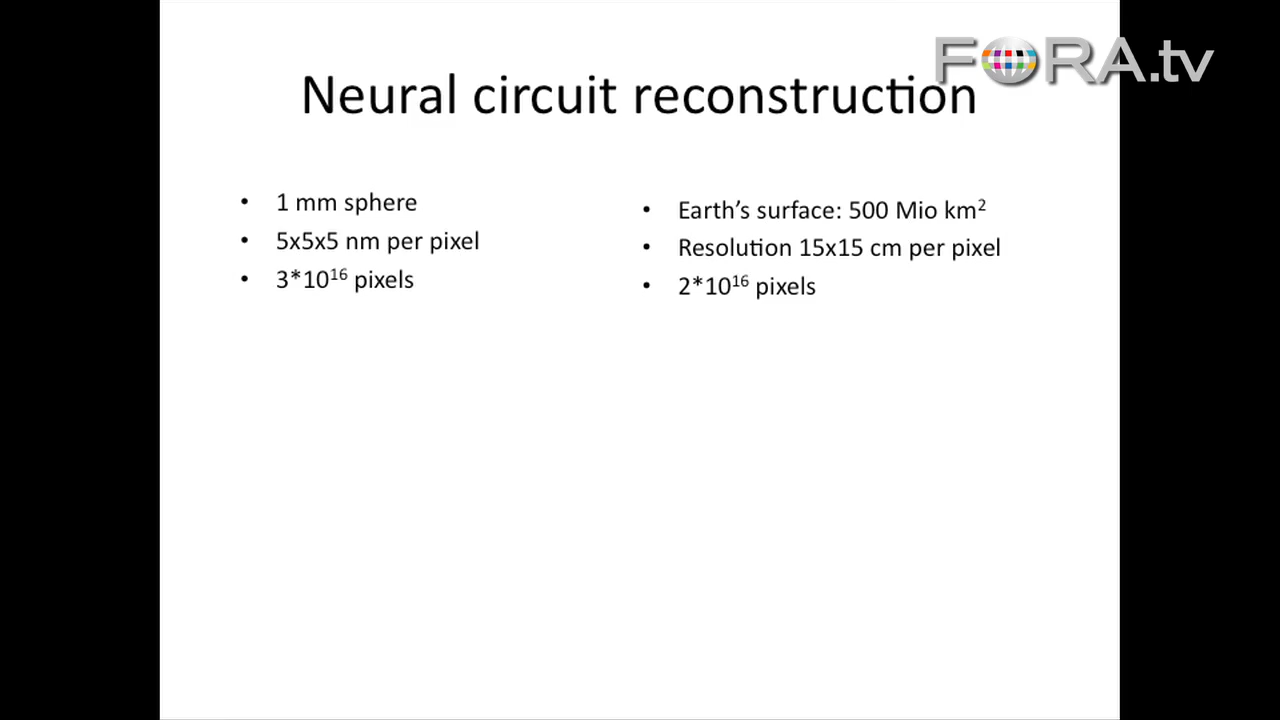 FORA.tv
Neural circuit reconstruction
• 1 mm sphere
• 5x5x5 nm per pixel
• 3*10¹⁶ pixels
• Earth’s surface: 500 Mio km²
• Resolution 15x15 cm per pixel
• 2*10¹⁶ pixels